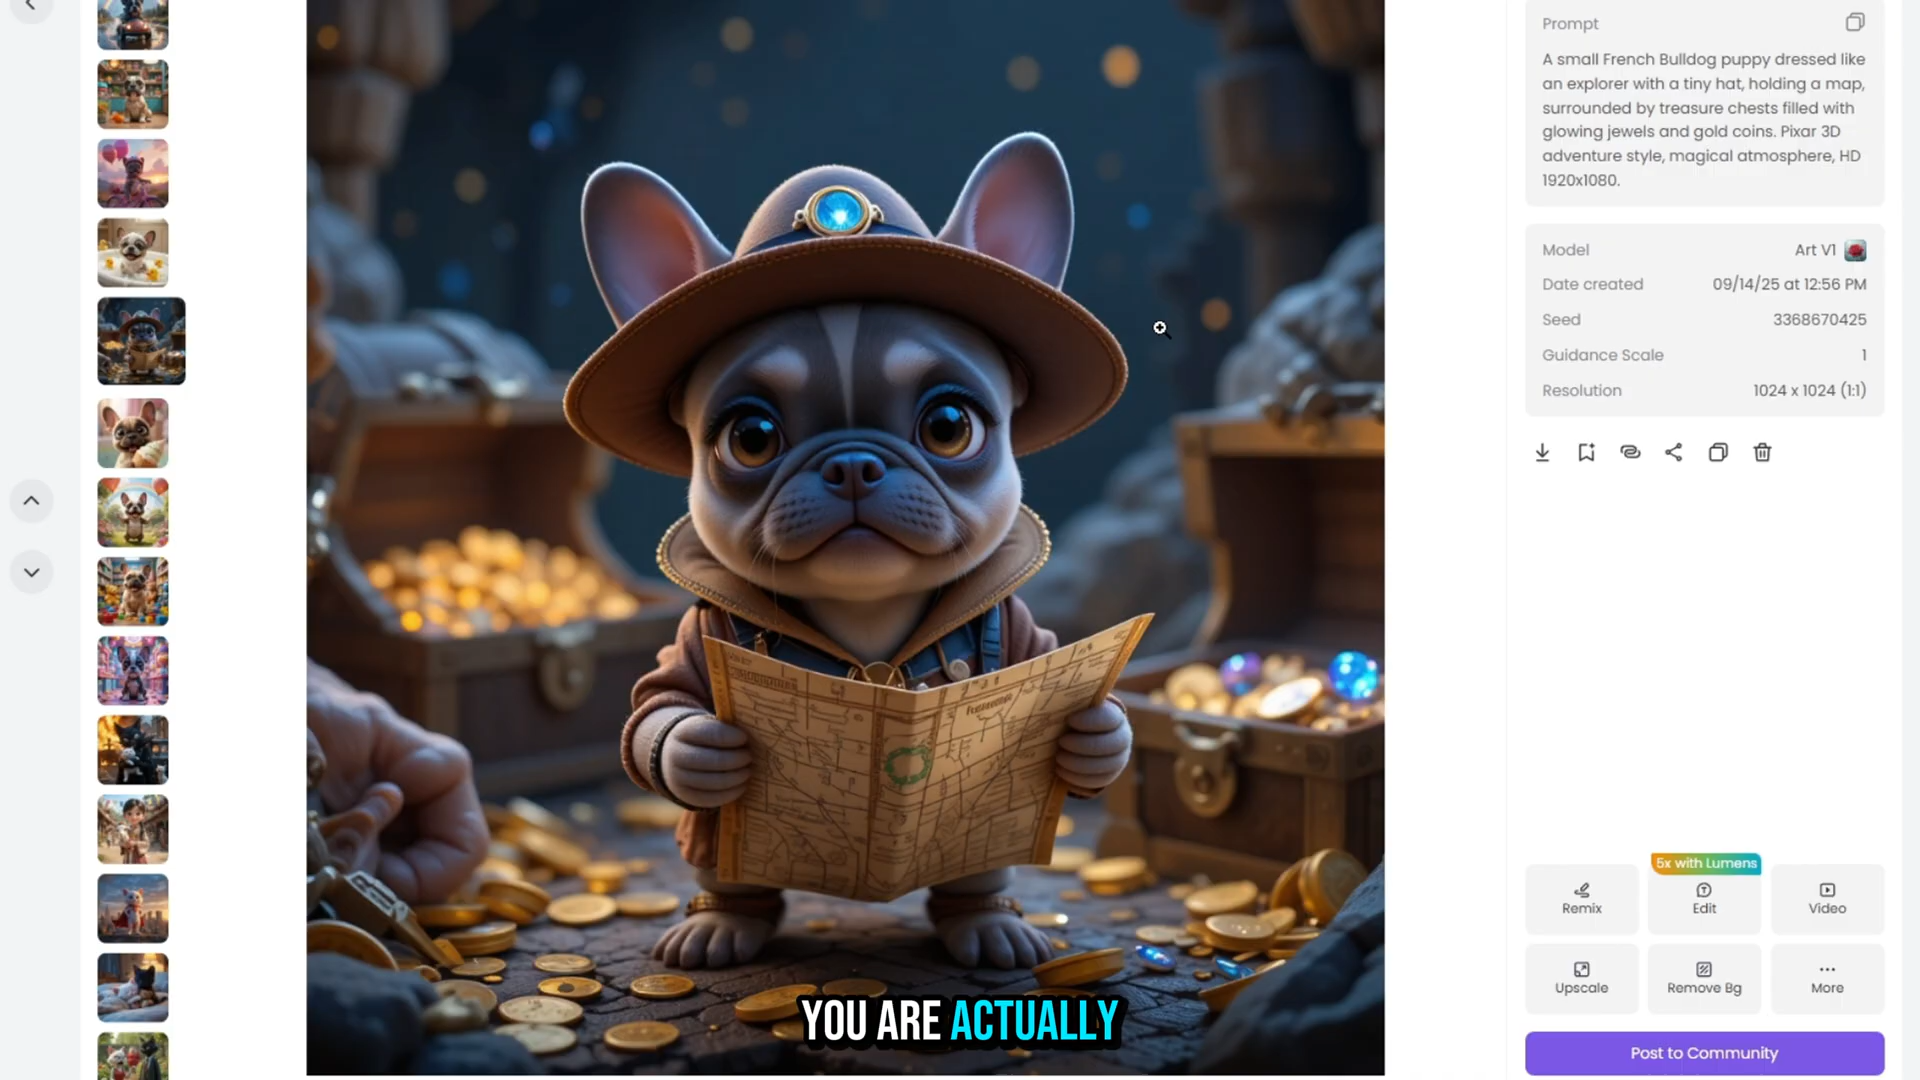 Prompt
A small French Bulldog puppy dressed like
an explorer with a tiny hat, holding a map,
surrounded by treasure chests filled with
glowing jewels and gold coins. Pixar 3D
adventure style, magical atmosphere, HD
1920x1080.
Model Art V1
Date created 09/14/25 at 12:56 PM
Seed 3368670425
Guidance Scale 1
Resolution 1024 x 1024 (1:1)
5x with Lumens
Remix Edit Video
Upscale Remove Bg More
Post to Community
YOU ARE ACTUALLY